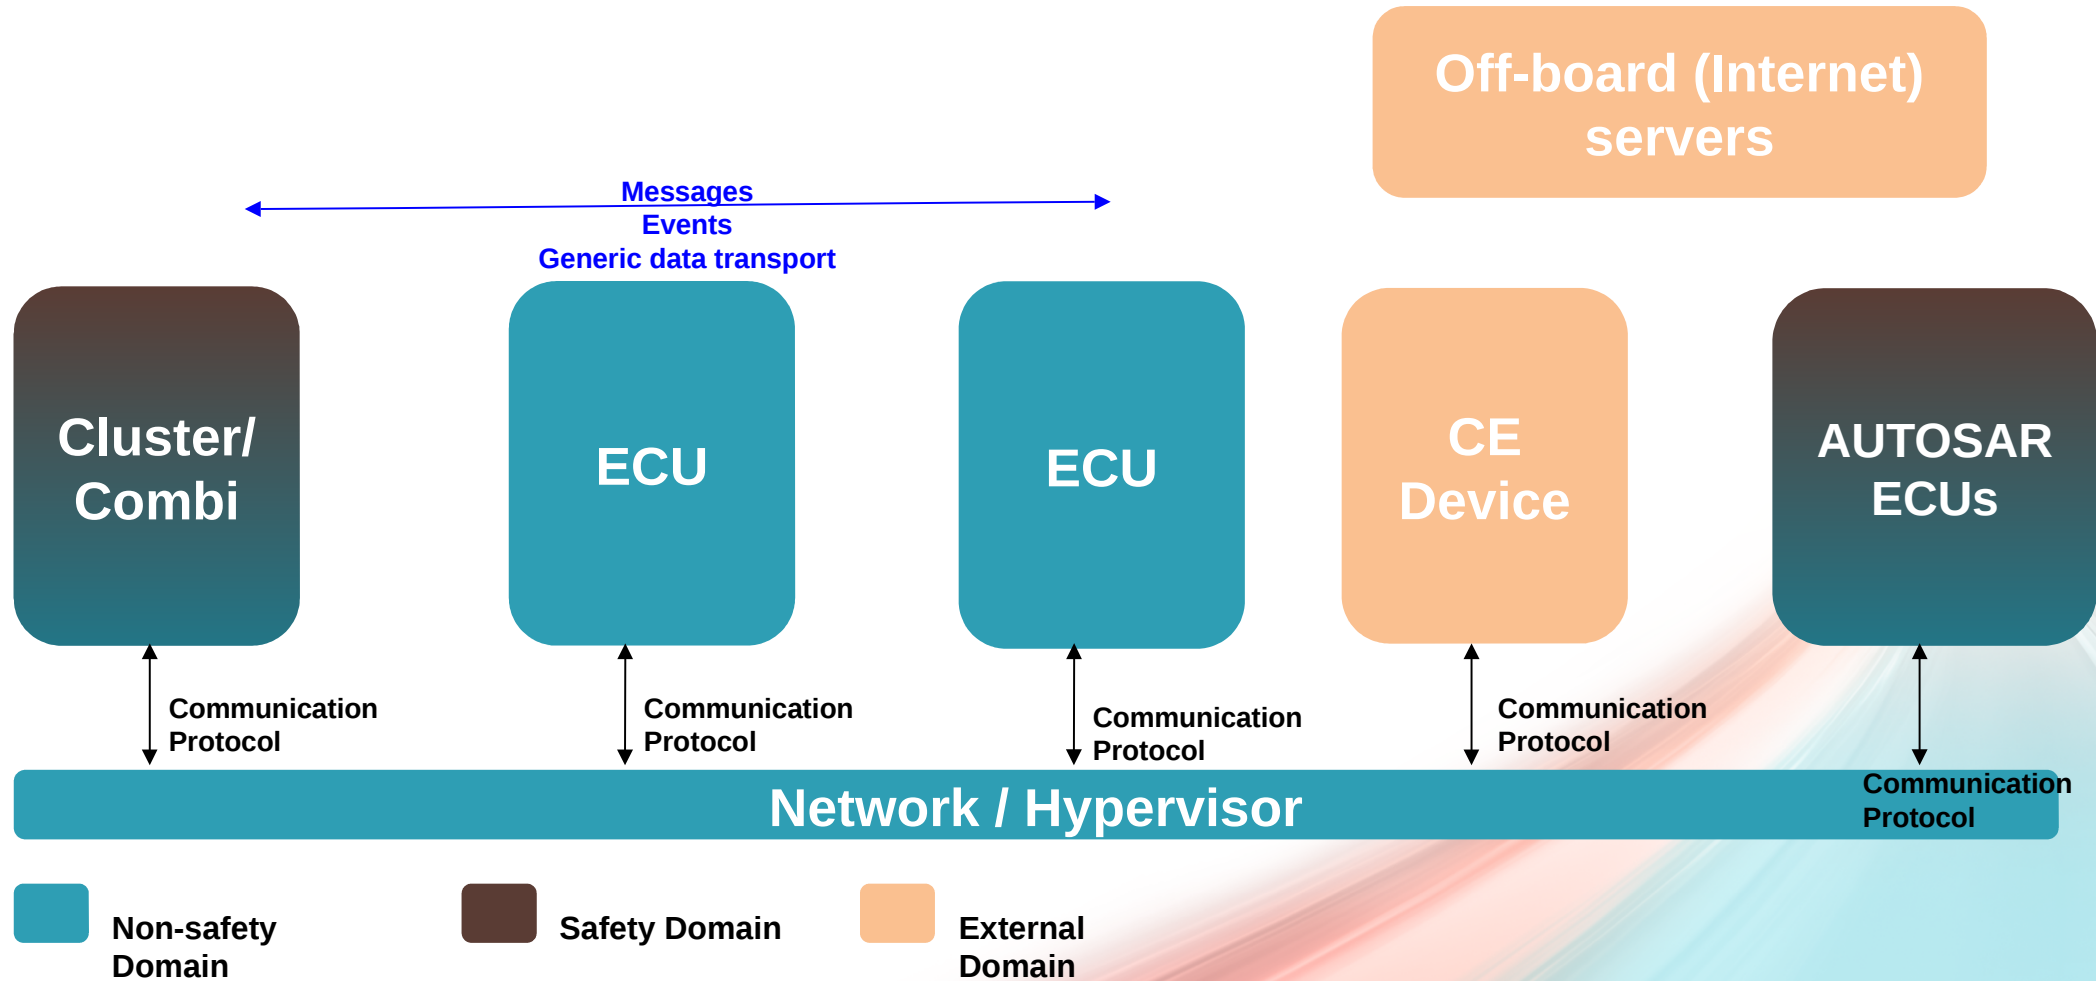 Off-board (Internet)
servers
Messages
Events
Generic data transport
Cluster/
Combi
ECU
ECU
CE
Device
AUTOSAR
ECUs
Communication
Protocol
Communication
Protocol
Communication
Protocol
Communication
Protocol
Communication
Protocol
Network / Hypervisor
Non-safety
Domain
Safety Domain
External
Domain